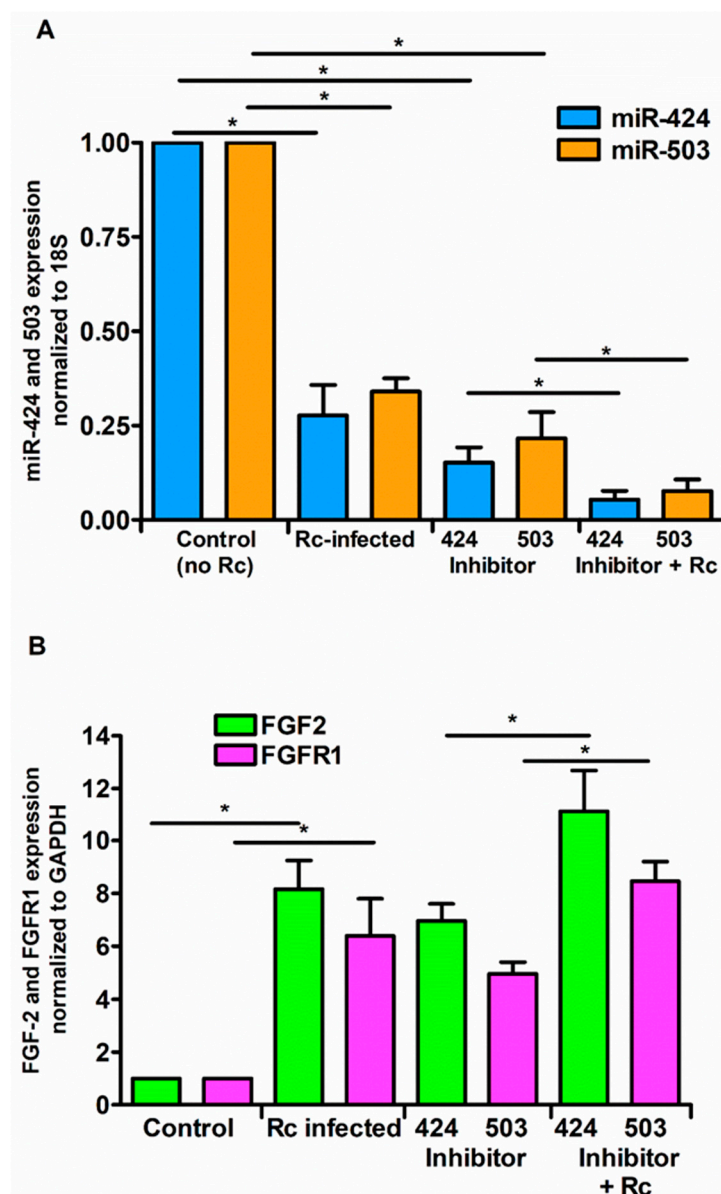 A
*
*
*
*
miR-424
miR-503
miR-424 and 503 expression
normalized to 18S
1.00
0.75
0.50
0.25
0.00
*
*
Control
(no Rc)
Rc-infected
424 503
Inhibitor
424 503
Inhibitor + Rc
B
FGF2
FGFR1
FGF-2 and FGFR1 expression
normalized to GAPDH
14
12
10
8
6
4
2
0
*
*
*
*
Control
Rc infected
424 503
Inhibitor
424 503
Inhibitor
+ Rc